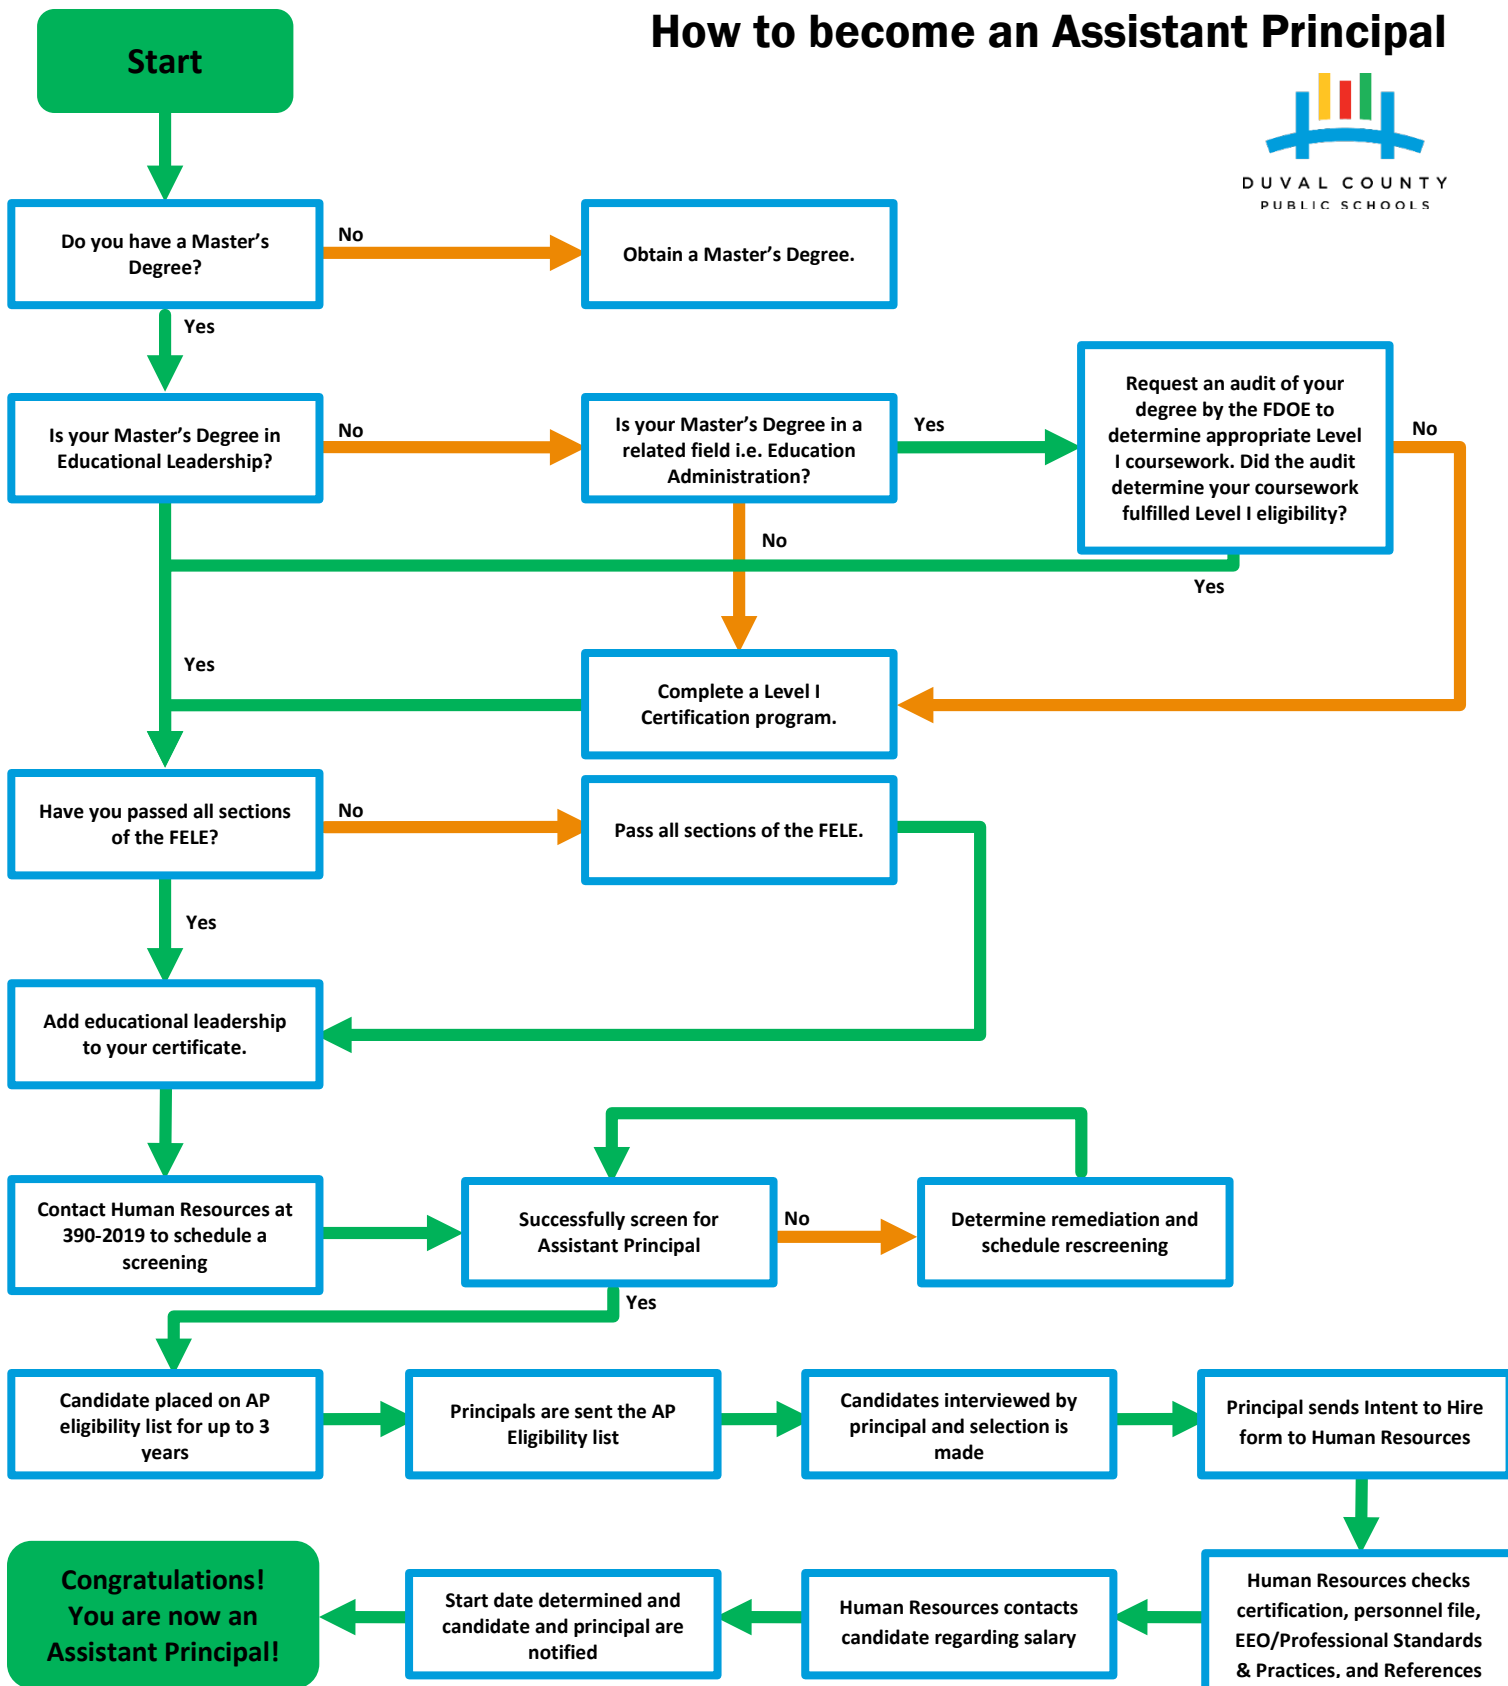 How to become an Assistant Principal
Start
DUVAL COUNTY
PUBLIC SCHOOLS
Do you have a Master's
Degree?
No
Obtain a Master's Degree.
Yes
Is your Master's Degree in
Educational Leadership?
No
Is your Master's Degree in a
related field i.e. Education
Administration?
Yes
Request an audit of your
degree by the FDOE to
determine appropriate Level
I coursework. Did the audit
determine your coursework
fulfilled Level I eligibility?
No
No
Yes
Yes
Complete a Level I
Certification program.
Have you passed all sections
of the FELE?
No
Pass all sections of the FELE.
Yes
Add educational leadership
to your certificate.
Contact Human Resources at
390-2019 to schedule a
screening
Successfully screen for
Assistant Principal
No
Determine remediation and
schedule rescreening
Yes
Candidate placed on AP
eligibility list for up to 3
years
Principals are sent the AP
Eligibility list
Candidates interviewed by
principal and selection is
made
Principal sends Intent to Hire
form to Human Resources
Human Resources checks
certification, personnel file,
EEO/Professional Standards
& Practices, and References
Human Resources contacts
candidate regarding salary
Start date determined and
candidate and principal are
notified
Congratulations!
You are now an
Assistant Principal!